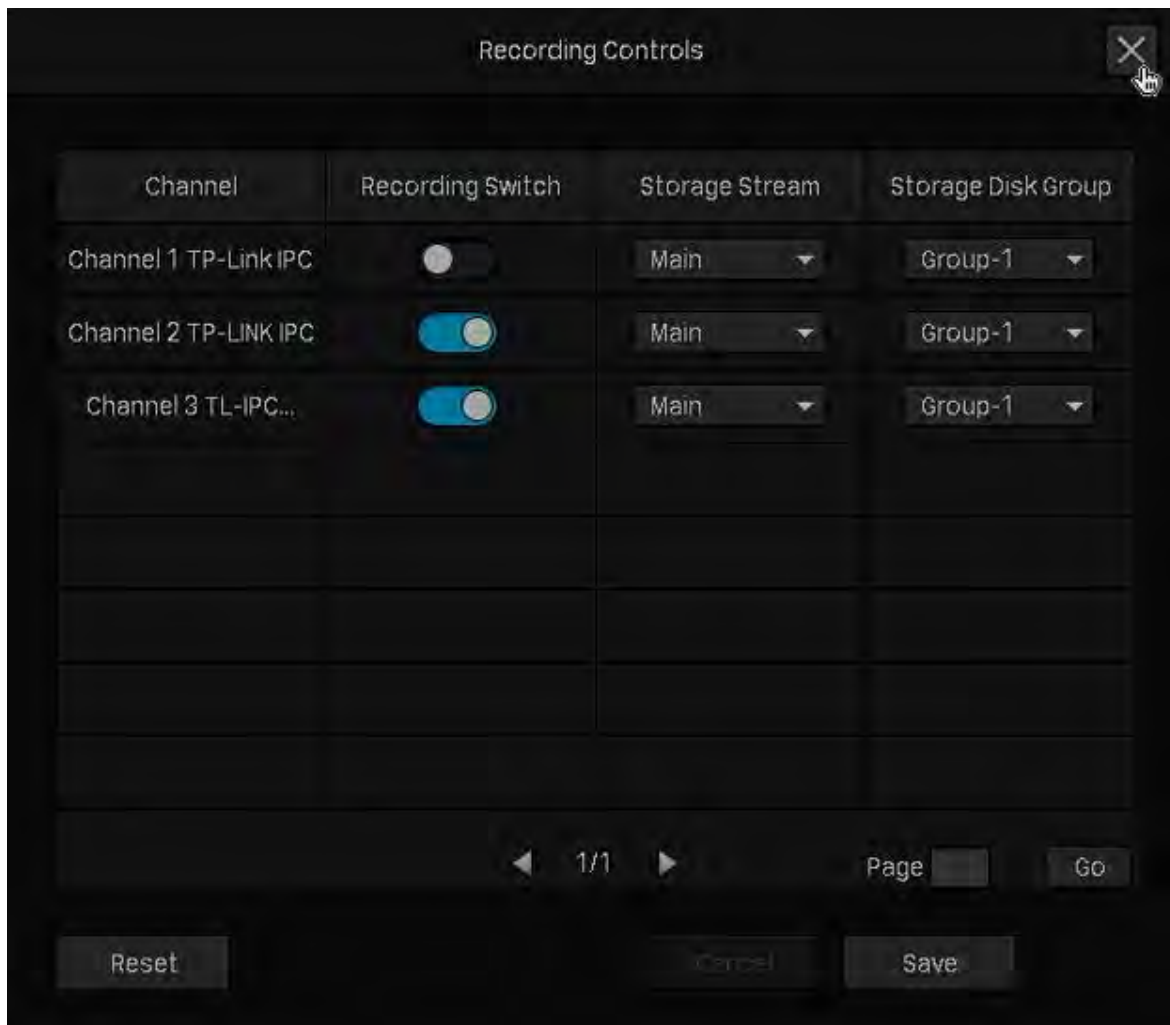 Recording Controls
Channel Recording Switch Storage Stream Storage Disk Group
Channel 1 TP-Link IPC Main Group-1
Channel 2 TP-LINK IPC Main Group-1
Channel 3 TL-IPC... Main Group-1
1/1 Page Go
Reset Cancel Save